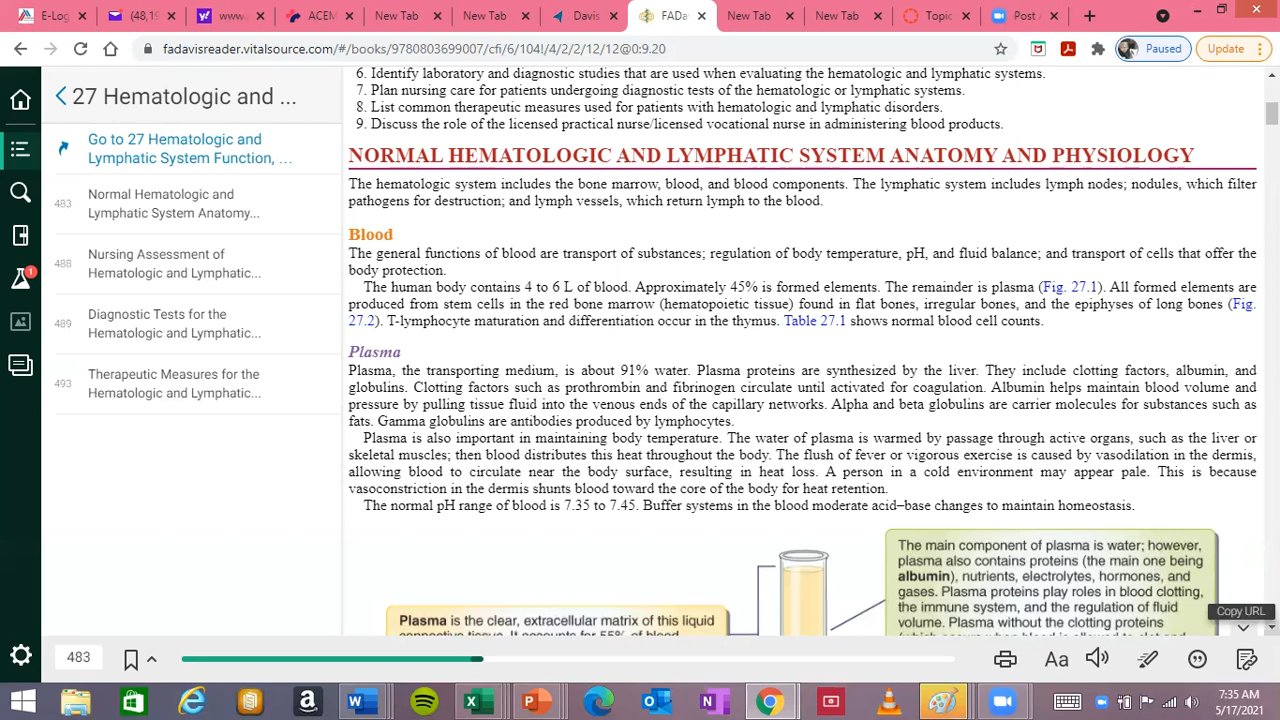 E-Log
(48,19
www.
ACEM
New Tab
New Tab
Davis
FADav
New Tab
New Tab
Topic
Post A
fadavisreader.vitalsource.com/#/books/9780803699007/cfi/6/104!/4/2/2/12/12@0:9.20
Paused
Update
27 Hematologic and ...
Go to 27 Hematologic and
Lymphatic System Function, ...
483
Normal Hematologic and
Lymphatic System Anatomy...
488
Nursing Assessment of
Hematologic and Lymphatic...
489
Diagnostic Tests for the
Hematologic and Lymphatic...
493
Therapeutic Measures for the
Hematologic and Lymphatic...
1
6. Identify laboratory and diagnostic studies that are used when evaluating the hematologic and lymphatic systems.
7. Plan nursing care for patients undergoing diagnostic tests of the hematologic or lymphatic systems.
8. List common therapeutic measures used for patients with hematologic and lymphatic disorders.
9. Discuss the role of the licensed practical nurse/licensed vocational nurse in administering blood products.
NORMAL HEMATOLOGIC AND LYMPHATIC SYSTEM ANATOMY AND PHYSIOLOGY
The hematologic system includes the bone marrow, blood, and blood components. The lymphatic system includes lymph nodes; nodules, which filter
pathogens for destruction; and lymph vessels, which return lymph to the blood.
Blood
The general functions of blood are transport of substances; regulation of body temperature, pH, and fluid balance; and transport of cells that offer the
body protection.
The human body contains 4 to 6 L of blood. Approximately 45% is formed elements. The remainder is plasma (Fig. 27.1). All formed elements are
produced from stem cells in the red bone marrow (hematopoietic tissue) found in flat bones, irregular bones, and the epiphyses of long bones (Fig.
27.2). T-lymphocyte maturation and differentiation occur in the thymus. Table 27.1 shows normal blood cell counts.
Plasma
Plasma, the transporting medium, is about 91% water. Plasma proteins are synthesized by the liver. They include clotting factors, albumin, and
globulins. Clotting factors such as prothrombin and fibrinogen circulate until activated for coagulation. Albumin helps maintain blood volume and
pressure by pulling tissue fluid into the venous ends of the capillary networks. Alpha and beta globulins are carrier molecules for substances such as
fats. Gamma globulins are antibodies produced by lymphocytes.
Plasma is also important in maintaining body temperature. The water of plasma is warmed by passage through active organs, such as the liver or
skeletal muscles; then blood distributes this heat throughout the body. The flush of fever or vigorous exercise is caused by vasodilation in the dermis,
allowing blood to circulate near the body surface, resulting in heat loss. A person in a cold environment may appear pale. This is because
vasoconstriction in the dermis shunts blood toward the core of the body for heat retention.
The normal pH range of blood is 7.35 to 7.45. Buffer systems in the blood moderate acid–base changes to maintain homeostasis.
The main component of plasma is water; however,
plasma also contains proteins (the main one being
albumin), nutrients, electrolytes, hormones, and
gases. Plasma proteins play roles in blood clotting,
the immune system, and the regulation of fluid
volume. Plasma without the clotting proteins
Plasma is the clear, extracellular matrix of this liquid
connective tissue. It accounts for 55% of blood.
Copy URL
483
Aa
7:35 AM
5/17/2021